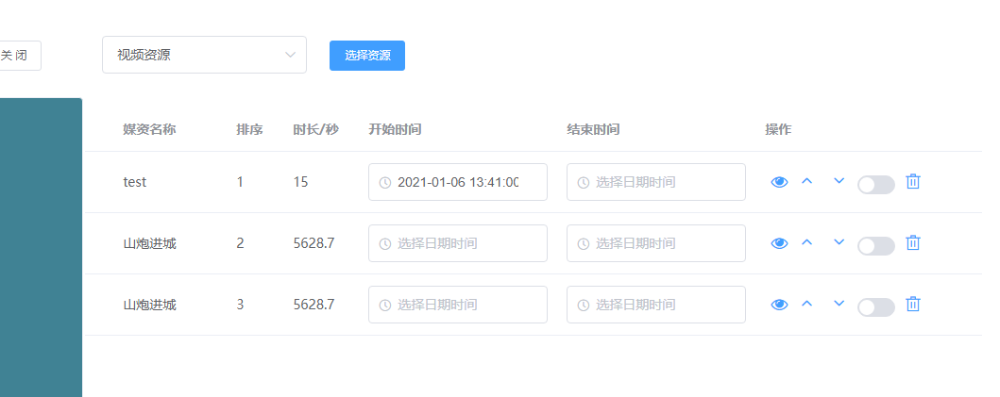 关 闭
视频资源
选择资源
媒资名称 排序 时长/秒 开始时间 结束时间 操作
test 1 15 2021-01-06 13:41:00 选择日期时间
山炮进城 2 5628.7 选择日期时间 选择日期时间
山炮进城 3 5628.7 选择日期时间 选择日期时间